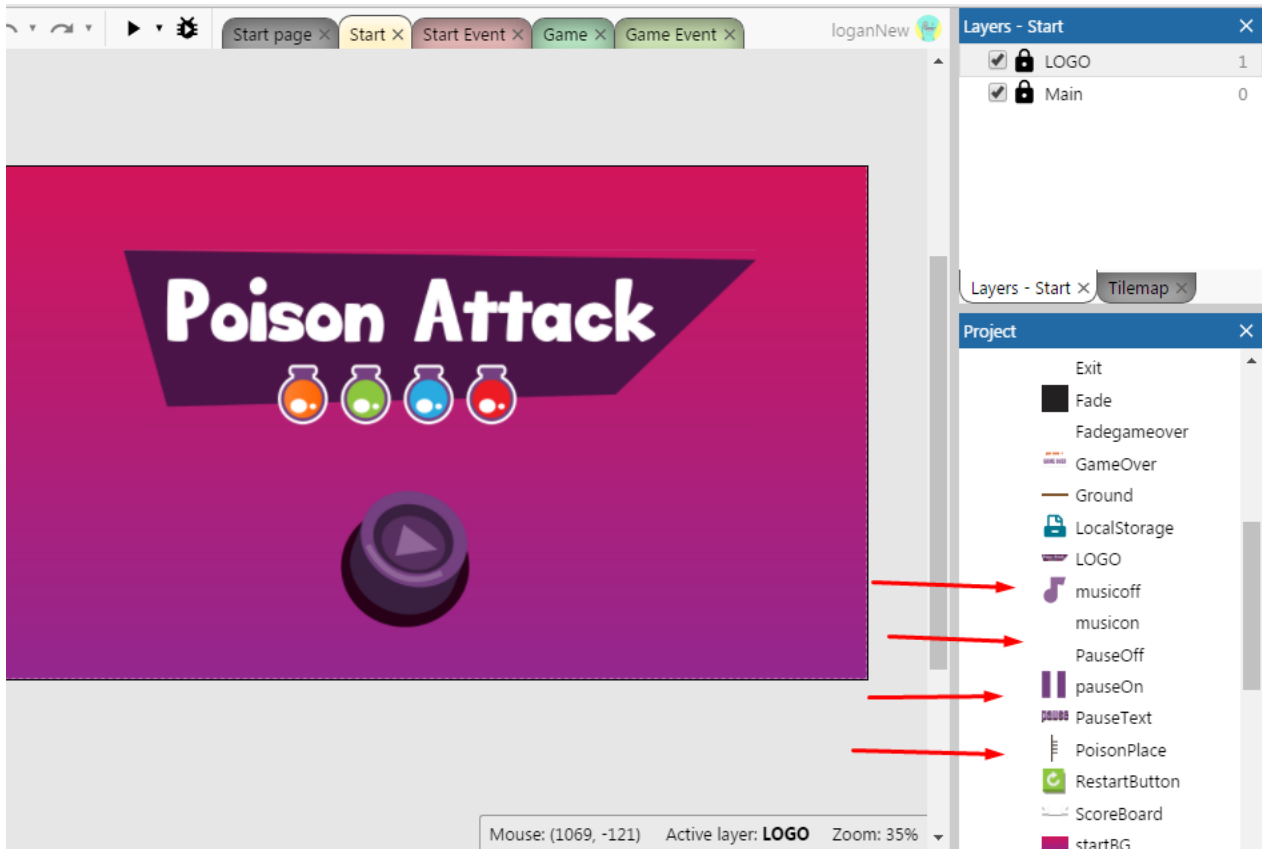 Start page ×
Start ×
Start Event ×
Game ×
Game Event ×
loganNew
Layers - Start ×
LOGO 1
Main 0
Poison Attack
Layers - Start ×
Tilemap ×
Project ×
Exit
Fade
Fadegameover
GameOver
Ground
LocalStorage
LOGO
musicoff
musicon
PauseOff
pauseOn
PauseText
PoisonPlace
RestartButton
ScoreBoard
startBG
Mouse: (1069, -121) Active layer: LOGO Zoom: 35%